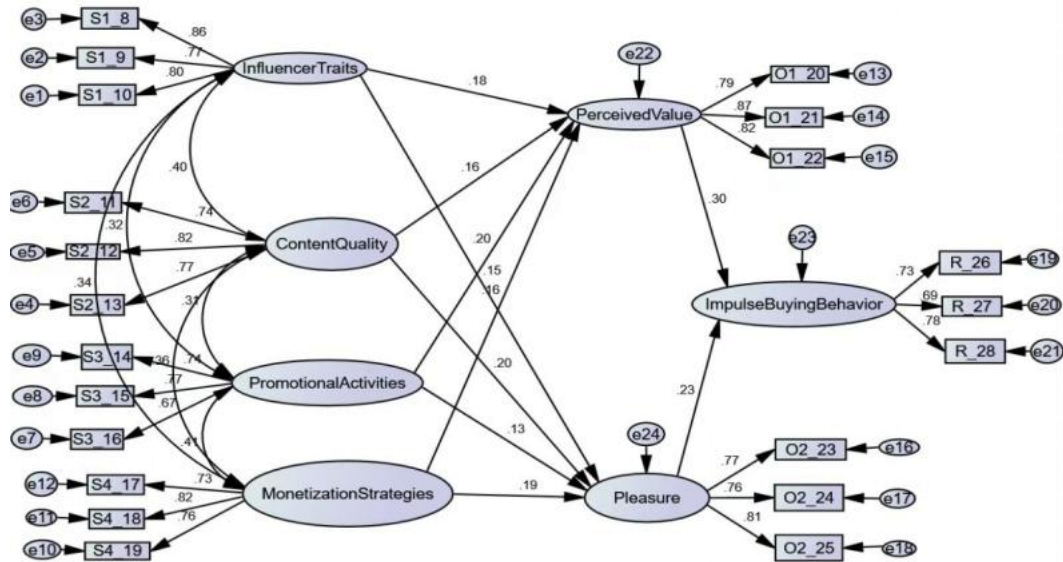 e3
S1_8
.86
e2
S1_9
.77
e1
S1_10
.80
InfluencerTraits
.18
e22
PerceivedValue
.79
O1_20
e13
.87
O1_21
e14
.82
O1_22
e15
.40
.16
.30
e6
S2_11
.74
.32
e5
S2_12
.82
ContentQuality
.20
.15
.16
e23
e4
S2_13
.77
.34
.31
ImpulseBuyingBehavior
.73
R_26
e19
.69
R_27
e20
.78
R_28
e21
e9
S3_14
.36
.74
e8
S3_15
.77
PromotionalActivities
.20
e7
S3_16
.67
.13
.23
.41
e24
e12
S4_17
.73
e11
S4_18
.82
MonetizationStrategies
.19
Pleasure
e10
S4_19
.76
.77
O2_23
e16
.76
O2_24
e17
.81
O2_25
e18